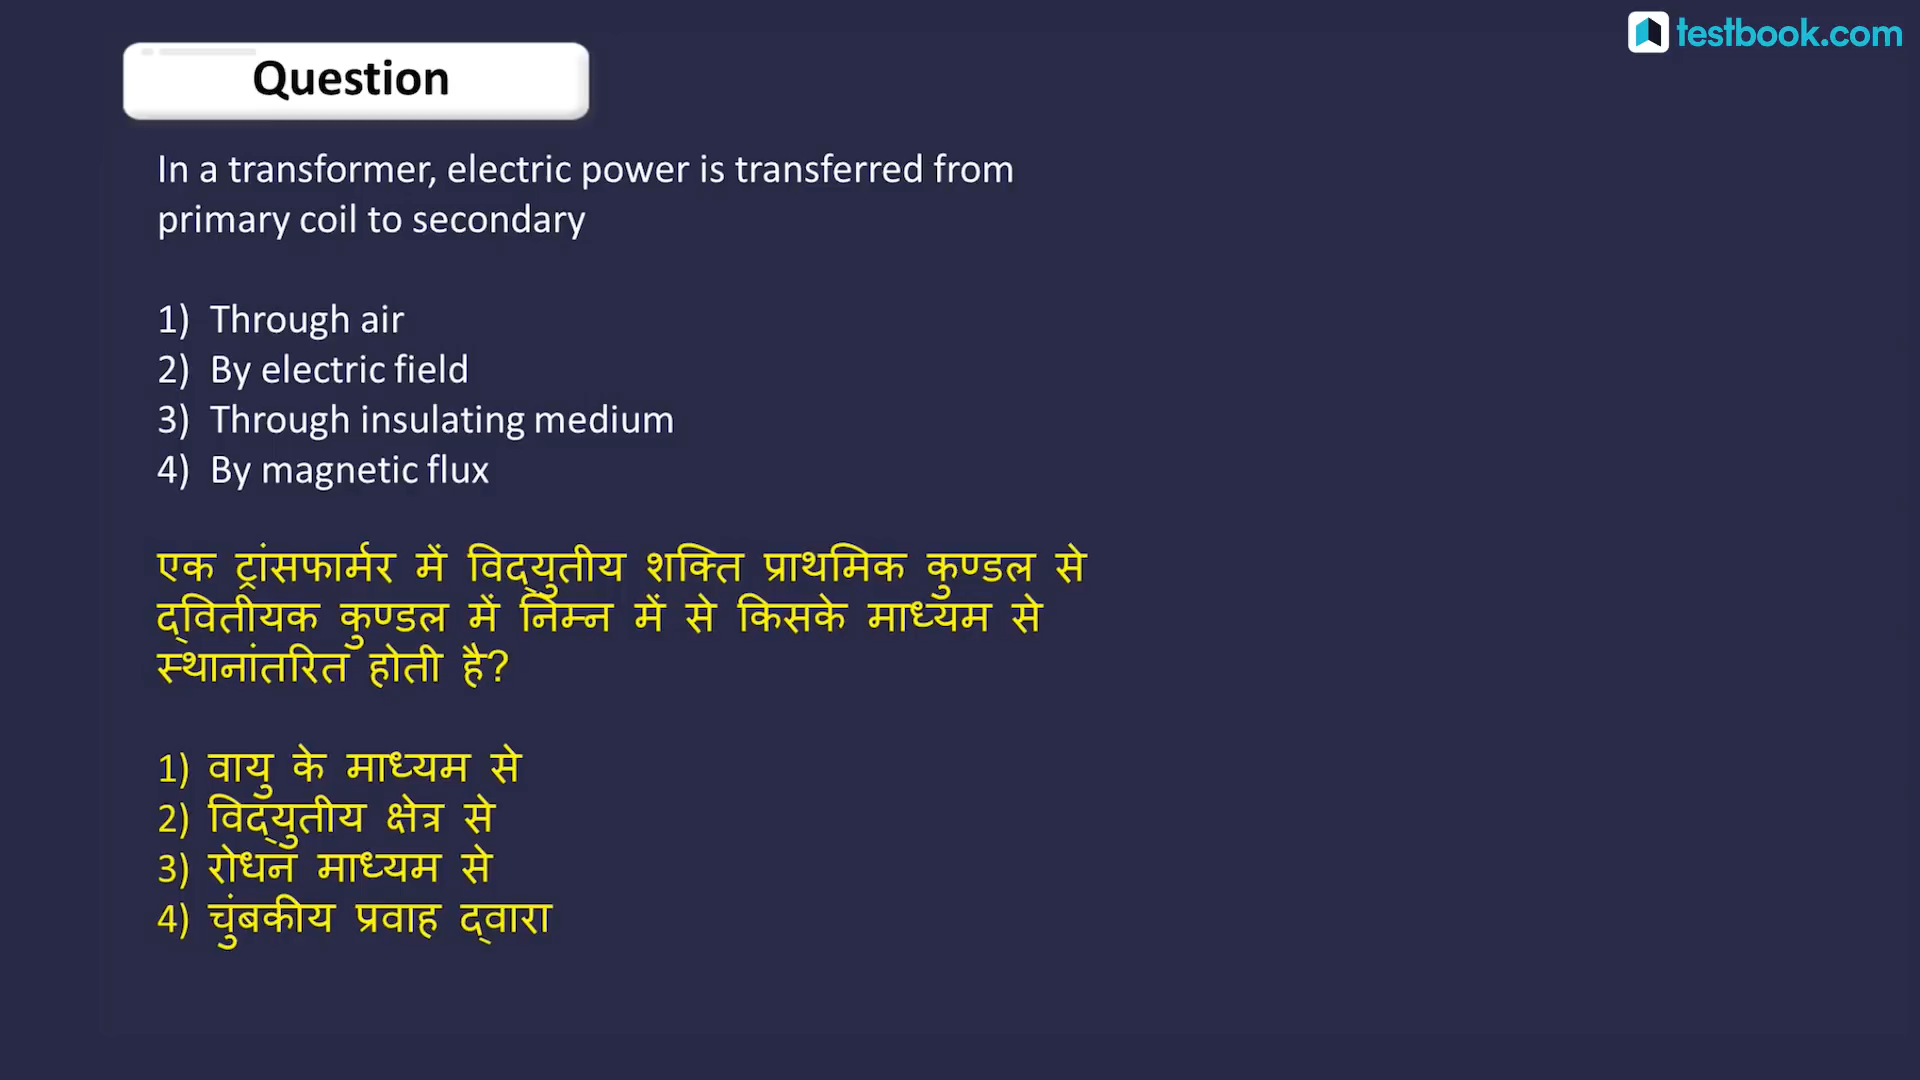 testbook.com
Question
In a transformer, electric power is transferred from
primary coil to secondary
1) Through air
2) By electric field
3) Through insulating medium
4) By magnetic flux
एक ट्रांसफार्मर में विद्युतीय शक्ति प्राथमिक कुण्डल से
द्वितीयक कुण्डल में निम्न में से किसके माध्यम से
स्थानांतरित होती है?
1) वायु के माध्यम से
2) विद्युतीय क्षेत्र से
3) रोधन माध्यम से
4) चुंबकीय प्रवाह द्वारा